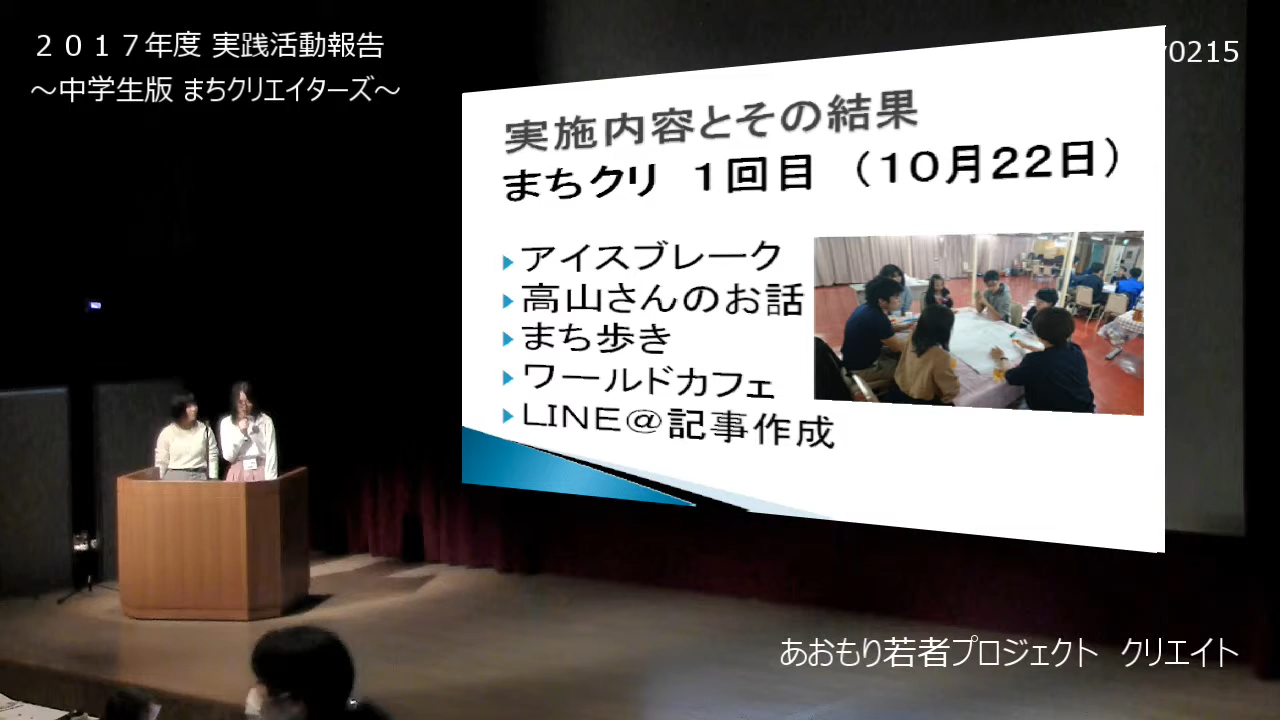 ２０１７年度 実践活動報告
～中学生版 まちクリエイターズ～
0215
実施内容とその結果
まちクリ １回目 （１０月２２日）
アイスブレーク
高山さんのお話
まち歩き
ワールドカフェ
LINE＠記事作成
あおもり若者プロジェクト クリエイト